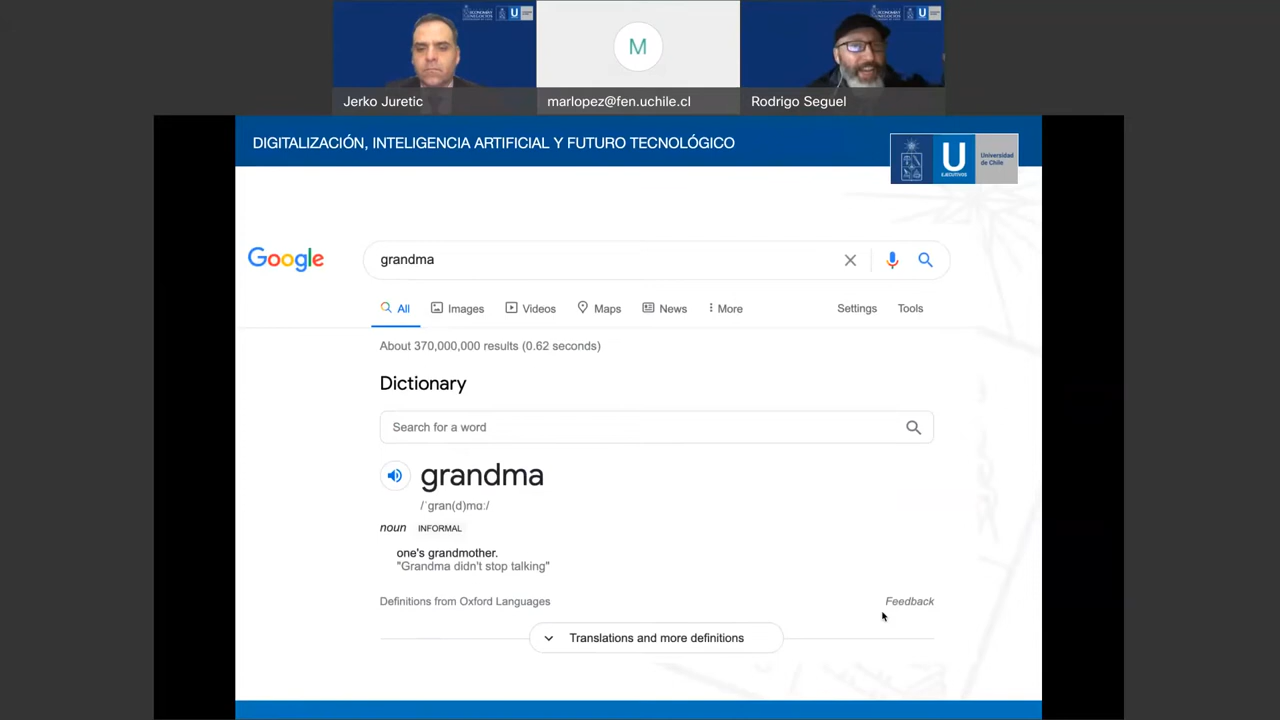 M
Jerko Juretic
marlopez@fen.uchile.cl
Rodrigo Seguel
DIGITALIZACIÓN, INTELIGENCIA ARTIFICIAL Y FUTURO TECNOLÓGICO
U
EJECUTIVOS
Universidad
de Chile
Google
grandma
All
Images
Videos
Maps
News
More
Settings
Tools
About 370,000,000 results (0.62 seconds)
Dictionary
Search for a word
grandma
/ˈɡran(d)mɑː/
noun INFORMAL
one's grandmother.
"Grandma didn't stop talking"
Definitions from Oxford Languages
Feedback
Translations and more definitions